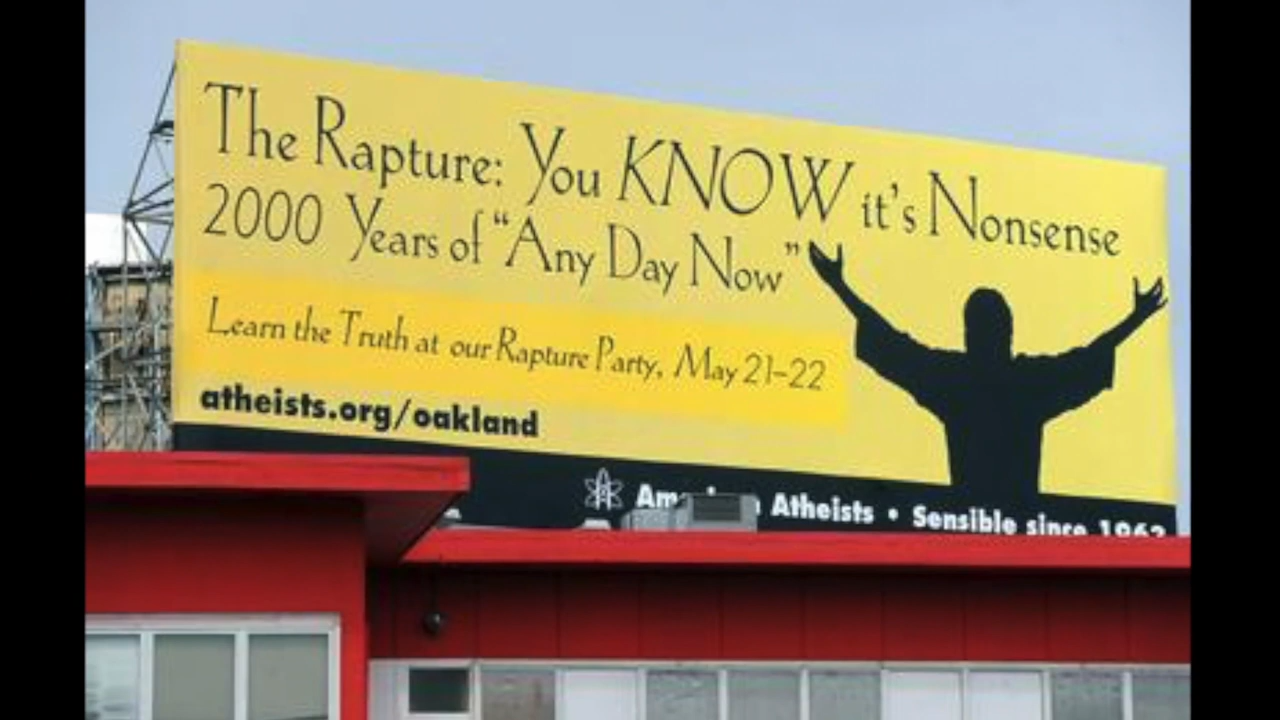 The Rapture: You KNOW it's Nonsense
2000 Years of "Any Day Now"
Learn the Truth at our Rapture Party, May 21-22
atheists.org/oakland
Atheists • Sensible since 1963